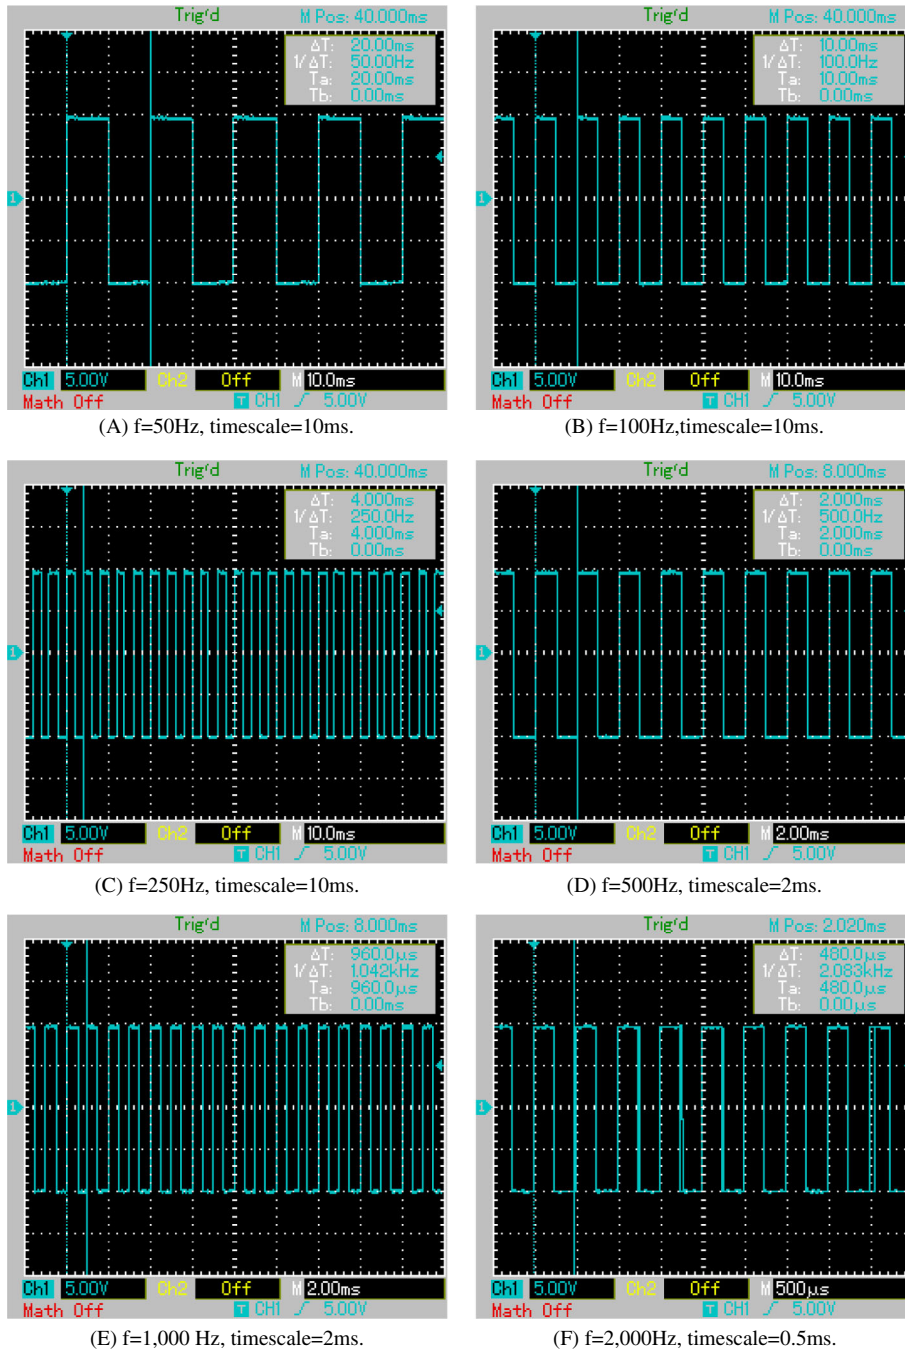 Trig'd M Pos: 40.000ms
ΔT: 20.00ms
1/ΔT: 50.00Hz
Ta: 20.00ms
Tb: 0.00ms
1
Ch1 5.00V Ch2 Off M 10.0ms
Math Off T CH1 5.00V
(A) f=50Hz, timescale=10ms.
Trig'd M Pos: 40.000ms
ΔT: 10.00ms
1/ΔT: 100.0Hz
Ta: 10.00ms
Tb: 0.00ms
1
Ch1 5.00V Ch2 Off M 10.0ms
Math Off T CH1 5.00V
(B) f=100Hz,timescale=10ms.
Trig'd M Pos: 40.000ms
ΔT: 4.000ms
1/ΔT: 250.0Hz
Ta: 4.000ms
Tb: 0.00ms
1
Ch1 5.00V Ch2 Off M 10.0ms
Math Off T CH1 5.00V
(C) f=250Hz, timescale=10ms.
Trig'd M Pos: 8.000ms
ΔT: 2.000ms
1/ΔT: 500.0Hz
Ta: 2.000ms
Tb: 0.00ms
1
Ch1 5.00V Ch2 Off M 2.00ms
Math Off T CH1 5.00V
(D) f=500Hz, timescale=2ms.
Trig'd M Pos: 8.000ms
ΔT: 960.0μs
1/ΔT: 1.042kHz
Ta: 960.0μs
Tb: 0.00ms
1
Ch1 5.00V Ch2 Off M 2.00ms
Math Off T CH1 5.00V
(E) f=1,000 Hz, timescale=2ms.
Trig'd M Pos: 2.020ms
ΔT: 480.0μs
1/ΔT: 2.083kHz
Ta: 480.0μs
Tb: 0.00μs
1
Ch1 5.00V Ch2 Off M 500μs
Math Off T CH1 5.00V
(F) f=2,000Hz, timescale=0.5ms.